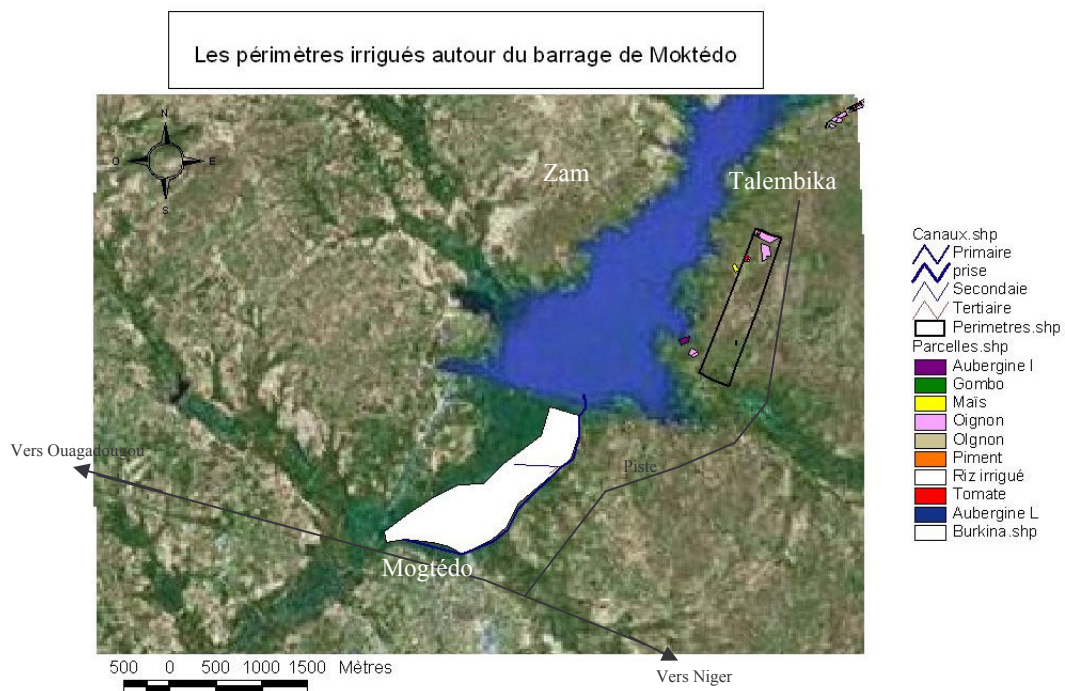 Les périmètres irrigués autour du barrage de Moktédo
N
O
E
S
Zam
Talembika
Vers Ouagadougou
Piste
Mogtédo
Vers Niger
500 0 500 1000 1500 Mètres
Canaux.shp
Primaire
prise
Secondaie
Tertiaire
Perimetres.shp
Parcelles.shp
Aubergine I
Gombo
Maïs
Oignon
OIgnon
Piment
Riz irrigué
Tomate
Aubergine L
Burkina.shp